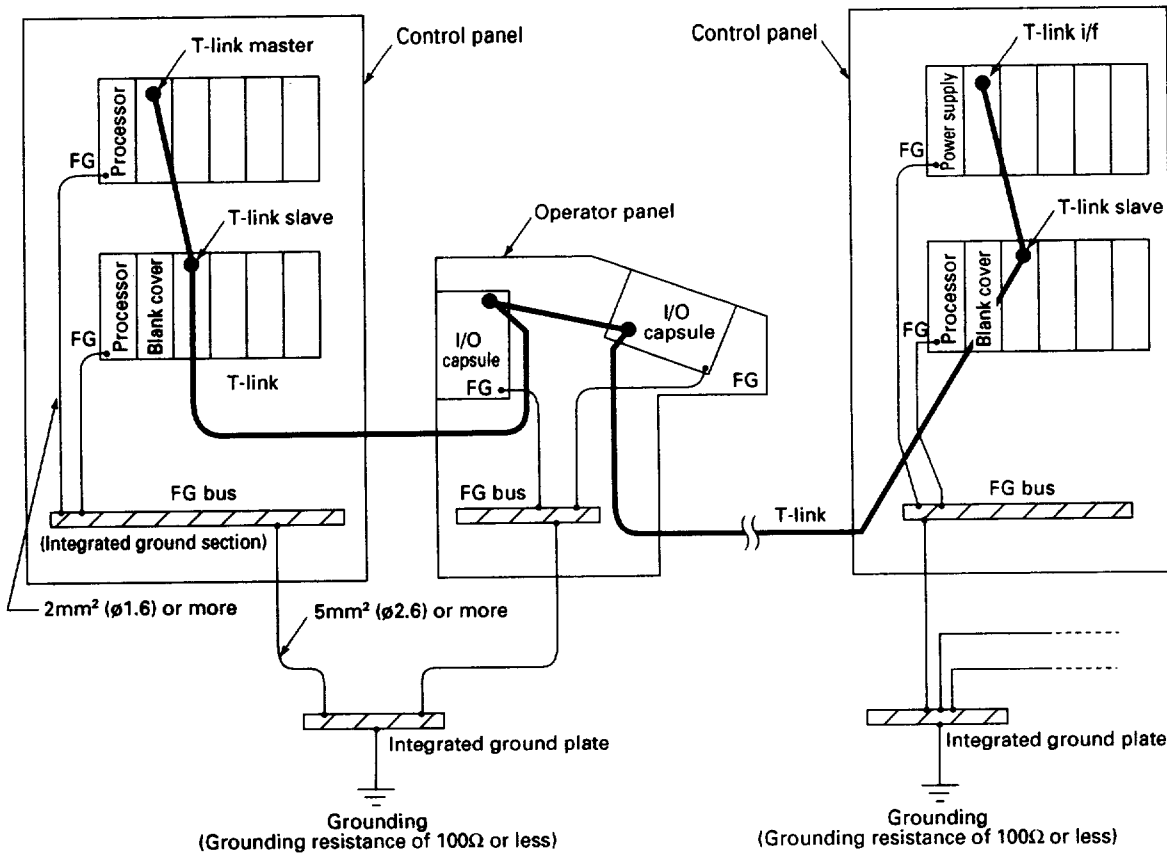 T-link master
Control panel
Processor
FG
T-link slave
Processor
Blank cover
FG
T-link
FG bus
(Integrated ground section)
2mm² (ø1.6) or more
5mm² (ø2.6) or more
Operator panel
I/O
capsule
FG
I/O
capsule
FG
FG bus
T-link
Integrated ground plate
Grounding
(Grounding resistance of 100Ω or less)
Control panel
T-link i/f
Power supply
FG
T-link slave
Processor
Blank cover
FG
FG bus
Integrated ground plate
Grounding
(Grounding resistance of 100Ω or less)